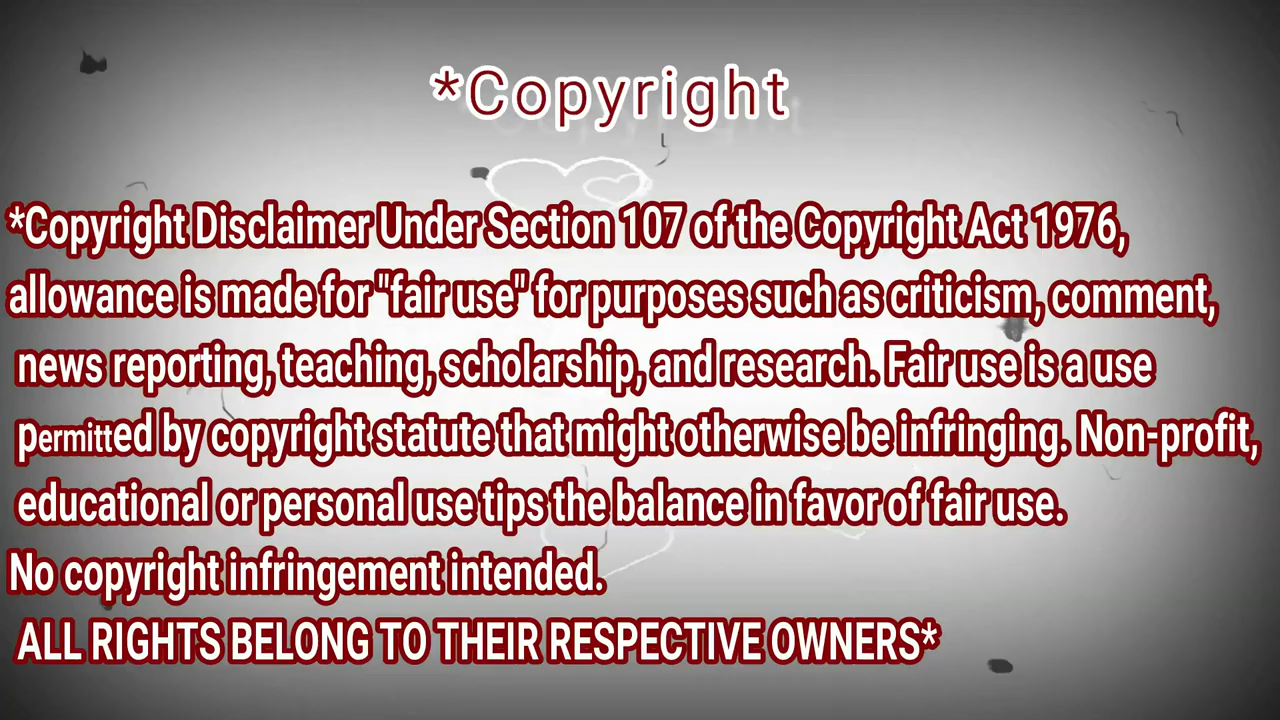 *Copyright
*Copyright Disclaimer Under Section 107 of the Copyright Act 1976,
allowance is made for "fair use" for purposes such as criticism, comment,
news reporting, teaching, scholarship, and research. Fair use is a use
permitted by copyright statute that might otherwise be infringing. Non-profit,
educational or personal use tips the balance in favor of fair use.
No copyright infringement intended.
ALL RIGHTS BELONG TO THEIR RESPECTIVE OWNERS*